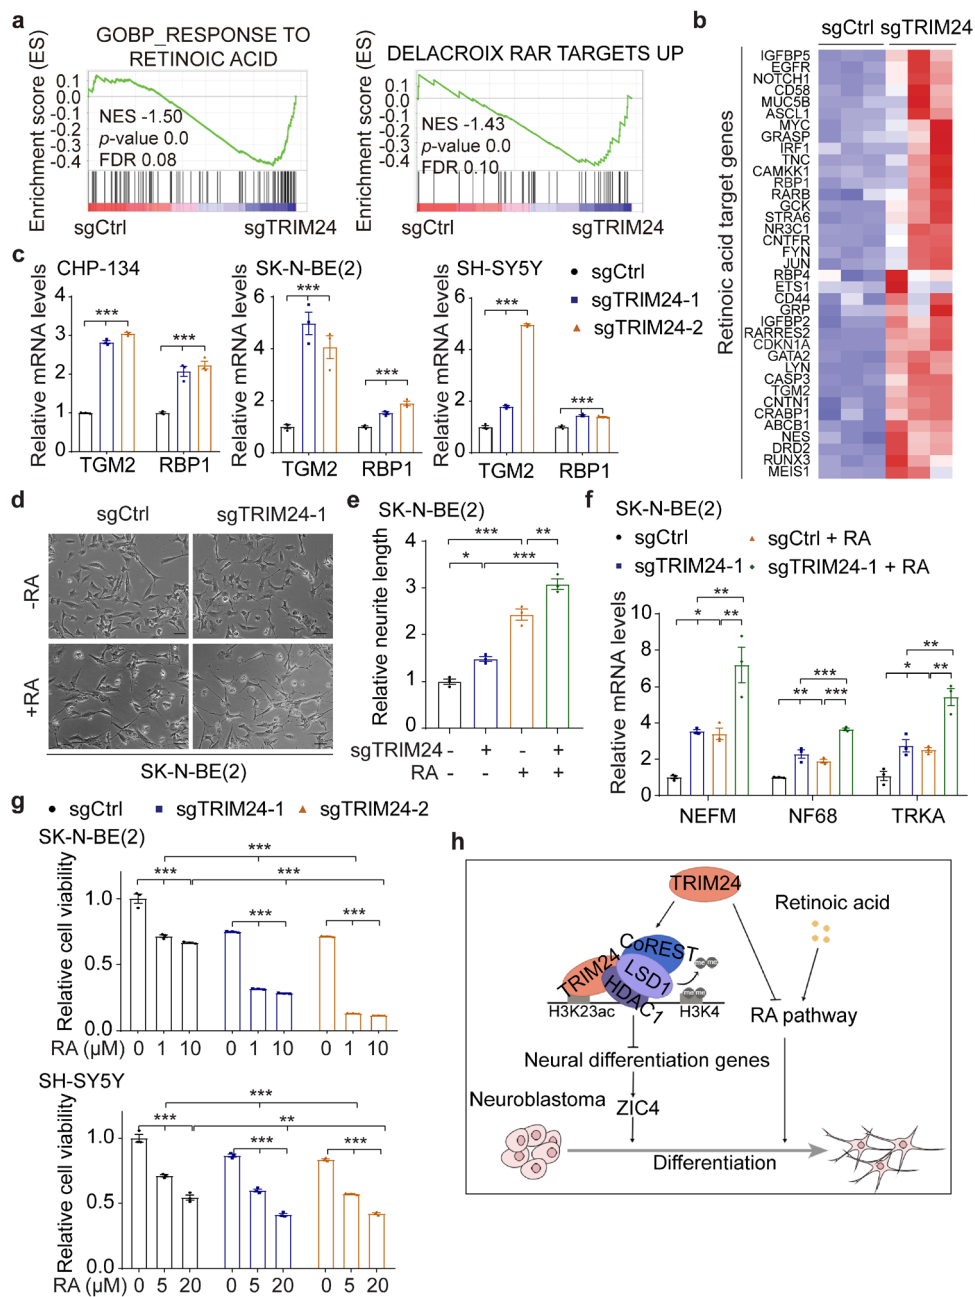 a
GOBP_RESPONSE TO
RETINOIC ACID
Enrichment score (ES)
0.1
0.0
-0.1
-0.2
-0.3
-0.4
NES -1.50
p-value 0.0
FDR 0.08
sgCtrl
sgTRIM24
DELACROIX RAR TARGETS UP
Enrichment score (ES)
0.1
0.0
-0.1
-0.2
-0.3
-0.4
NES -1.43
p-value 0.0
FDR 0.10
sgCtrl
sgTRIM24
b
sgCtrl sgTRIM24
Retinoic acid target genes
IGFBP5
EGFR
NOTCH1
CD58
MUC5B
ASCL1
MYC
GRASP
IRF1
TNC
CAMKK1
RBP1
RARB
GCK
STRA6
NR3C1
CNTFR
FYN
JUN
RBP4
ETS1
CD44
GRP
IGFBP2
RARRES2
CDKN1A
GATA2
LYN
CASP3
TGM2
CNTN1
CRABP1
ABCB1
NES
DRD2
RUNX3
MEIS1
c
CHP-134
Relative mRNA levels
4
3
2
1
0
***
***
TGM2 RBP1
SK-N-BE(2)
Relative mRNA levels
6
4
2
0
***
***
TGM2 RBP1
SH-SY5Y
Relative mRNA levels
6
4
2
0
***
***
TGM2 RBP1
sgCtrl
sgTRIM24-1
sgTRIM24-2
d
sgCtrl sgTRIM24-1
-RA
+RA
SK-N-BE(2)
e
SK-N-BE(2)
Relative neurite length
4
3
2
1
0
*** **
* ***
sgTRIM24 - + - +
RA - - + +
f
SK-N-BE(2)
sgCtrl
sgCtrl + RA
sgTRIM24-1
sgTRIM24-1 + RA
Relative mRNA levels
10
8
6
4
2
0
**
* **
***
** ***
**
* **
NEFM NF68 TRKA
g
sgCtrl sgTRIM24-1 sgTRIM24-2
SK-N-BE(2)
Relative cell viability
1.0
0.5
0.0
***
*** ***
*** ***
RA (µM) 0 1 10 0 1 10 0 1 10
SH-SY5Y
Relative cell viability
1.0
0.5
0.0
***
*** **
*** ***
RA (µM) 0 5 20 0 5 20 0 5 20
h
TRIM24
Retinoic acid
CoREST
TRIM24
LSD1
HDAC1
me me
me me
H3K23ac
H3K4
RA pathway
Neural differentiation genes
Neuroblastoma
ZIC4
Differentiation